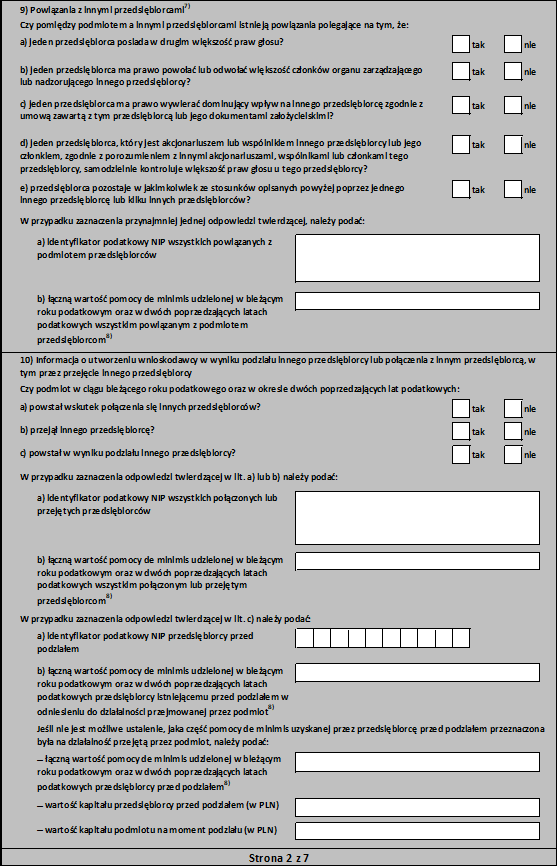 9) Powiązania z innymi przedsiębiorcami7)
Czy pomiędzy podmiotem a innymi przedsiębiorcami istnieją powiązania polegające na tym, że:
a) jeden przedsiębiorca posiada w drugim większość praw głosu? tak nie
b) jeden przedsiębiorca ma prawo powołać lub odwołać większość członków organu zarządzającego
lub nadzorującego innego przedsiębiorcy? tak nie
c) jeden przedsiębiorca ma prawo wywierać dominujący wpływ na innego przedsiębiorcę zgodnie z
umową zawartą z tym przedsiębiorcą lub jego dokumentami założycielskimi? tak nie
d) jeden przedsiębiorca, który jest akcjonariuszem lub wspólnikiem innego przedsiębiorcy lub jego
członkiem, zgodnie z porozumieniem z innymi akcjonariuszami, wspólnikami lub członkami tego
przedsiębiorcy, samodzielnie kontroluje większość praw głosu u tego przedsiębiorcy? tak nie
e) przedsiębiorca pozostaje w jakimkolwiek ze stosunków opisanych powyżej poprzez jednego
innego przedsiębiorcę lub kilku innych przedsiębiorców? tak nie
W przypadku zaznaczenia przynajmniej jednej odpowiedzi twierdzącej, należy podać:
a) identyfikator podatkowy NIP wszystkich powiązanych z
podmiotem przedsiębiorców
b) łączną wartość pomocy de minimis udzielonej w bieżącym
roku podatkowym oraz w dwóch poprzedzających latach
podatkowych wszystkim powiązanym z podmiotem
przedsiębiorcom8)
10) Informacja o utworzeniu wnioskodawcy w wyniku podziału innego przedsiębiorcy lub połączenia z innym przedsiębiorcą, w
tym przez przejęcie innego przedsiębiorcy
Czy podmiot w ciągu bieżącego roku podatkowego oraz w okresie dwóch poprzedzających lat podatkowych:
a) powstał wskutek połączenia się innych przedsiębiorców? tak nie
b) przejął innego przedsiębiorcę? tak nie
c) powstał w wyniku podziału innego przedsiębiorcy? tak nie
W przypadku zaznaczenia odpowiedzi twierdzącej w lit. a) lub b) należy podać:
a) identyfikator podatkowy NIP wszystkich połączonych lub
przejętych przedsiębiorców
b) łączną wartość pomocy de minimis udzielonej w bieżącym
roku podatkowym oraz w dwóch poprzedzających latach
podatkowych wszystkim połączonym lub przejętym
przedsiębiorcom8)
W przypadku zaznaczenia odpowiedzi twierdzącej w lit. c) należy podać:
a) identyfikator podatkowy NIP przedsiębiorcy przed
podziałem
b) łączną wartość pomocy de minimis udzielonej w bieżącym
roku podatkowym oraz w dwóch poprzedzających latach
podatkowych przedsiębiorcy istniejącemu przed podziałem w
odniesieniu do działalności przejmowanej przez podmiot8)
Jeśli nie jest możliwe ustalenie, jaka część pomocy de minimis uzyskanej przez przedsiębiorcę przed podziałem przeznaczona
była na działalność przejętą przez podmiot, należy podać:
– łączną wartość pomocy de minimis udzielonej w bieżącym
roku podatkowym oraz w dwóch poprzedzających latach
podatkowych przedsiębiorcy przed podziałem8)
– wartość kapitału przedsiębiorcy przed podziałem (w PLN)
– wartość kapitału podmiotu na moment podziału (w PLN)
Strona 2 z 7